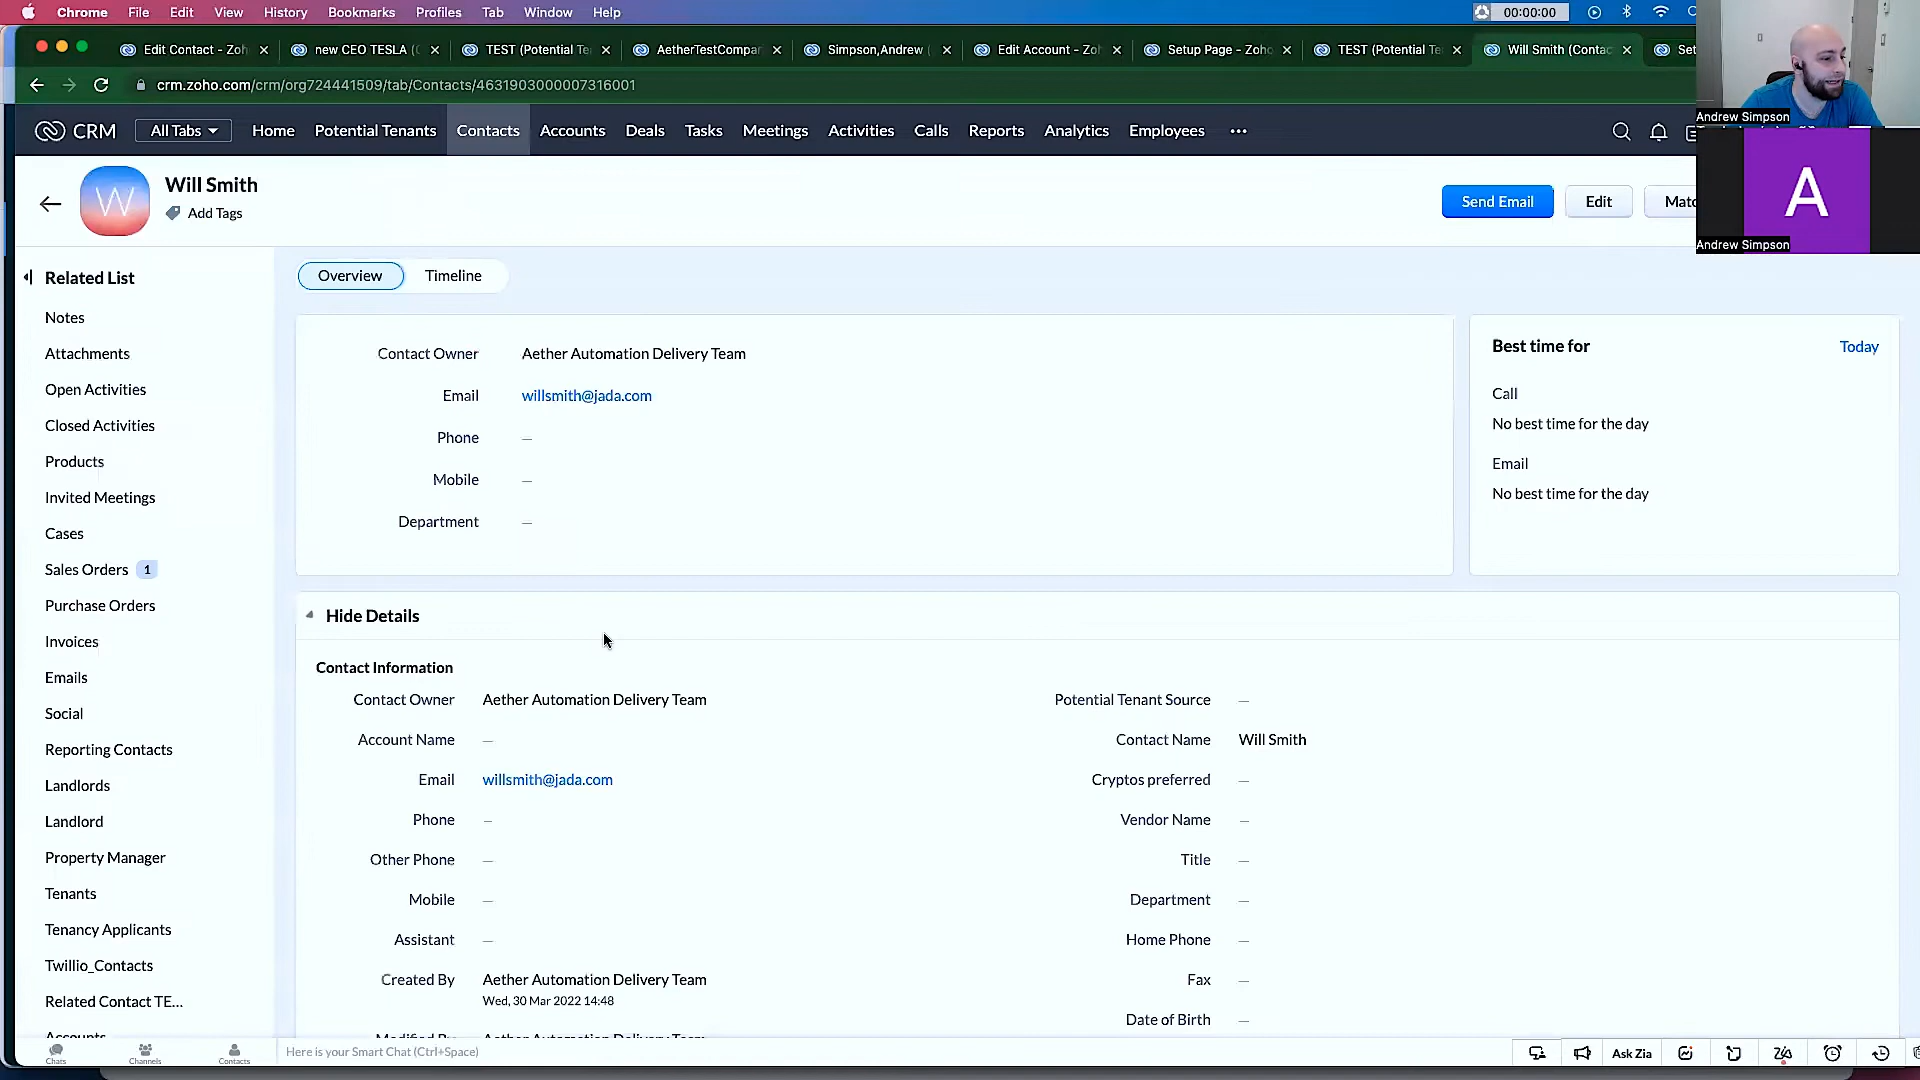 Chrome File Edit View History Bookmarks Profiles Tab Window Help 00:00:00
Edit Contact - Zoh new CEO TESLA ( TEST (Potential Te AetherTestCompar Simpson,Andrew ( Edit Account - Zoh Setup Page - Zoho TEST (Potential Te Will Smith (Contac Set
crm.zoho.com/crm/org724441509/tab/Contacts/4631903000007316001
CRM All Tabs Home Potential Tenants Contacts Accounts Deals Tasks Meetings Activities Calls Reports Analytics Employees
Andrew Simpson
A
Andrew Simpson
W
Will Smith
Add Tags
Send Email Edit Matc
Related List
Notes
Attachments
Open Activities
Closed Activities
Products
Invited Meetings
Cases
Sales Orders 1
Purchase Orders
Invoices
Emails
Social
Reporting Contacts
Landlords
Landlord
Property Manager
Tenants
Tenancy Applicants
Twillio_Contacts
Related Contact TE...
Accounts
Overview Timeline
Contact Owner Aether Automation Delivery Team
Email willsmith@jada.com
Phone —
Mobile —
Department —
Best time for Today
Call
No best time for the day
Email
No best time for the day
Hide Details
Contact Information
Contact Owner Aether Automation Delivery Team
Account Name —
Email willsmith@jada.com
Phone —
Other Phone —
Mobile —
Assistant —
Created By Aether Automation Delivery Team
Wed, 30 Mar 2022 14:48
Modified By Aether Automation Delivery Team
Potential Tenant Source —
Contact Name Will Smith
Cryptos preferred —
Vendor Name —
Title —
Department —
Home Phone —
Fax —
Date of Birth —
Chats Channels Contacts Here is your Smart Chat (Ctrl+Space) Ask Zia